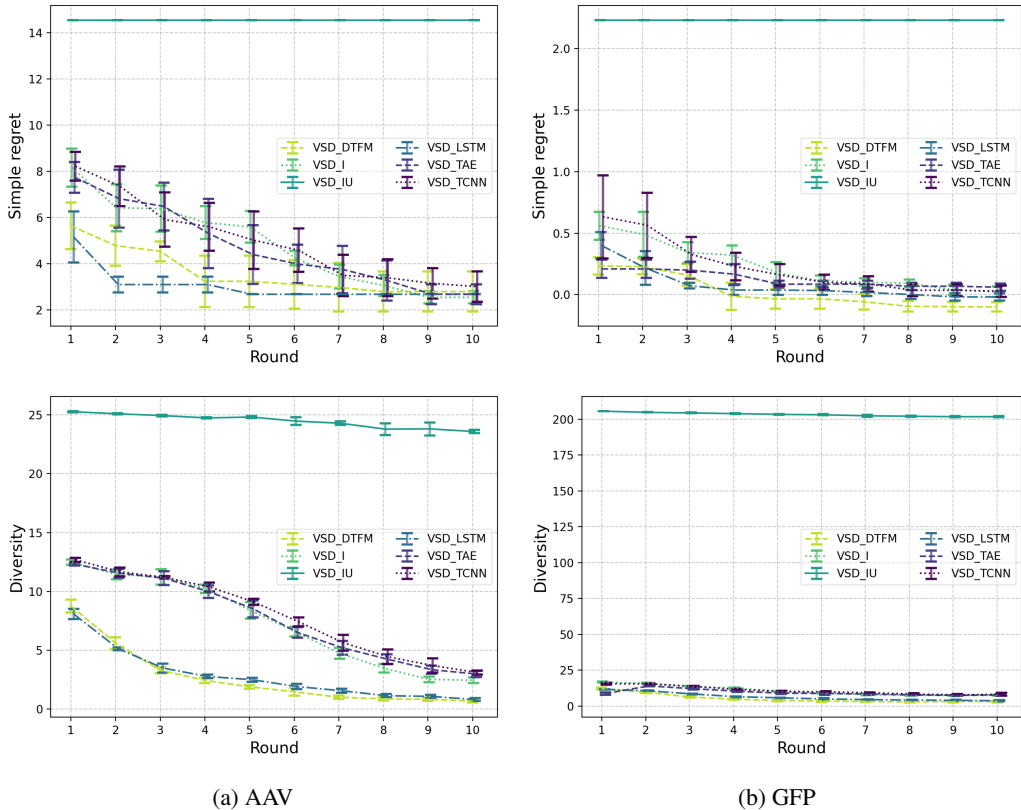 14
12
10
8
6
4
2
Simple regret
1 2 3 4 5 6 7 8 9 10
Round
VSD_DTFM VSD_LSTM
VSD_I VSD_TAE
VSD_IU VSD_TCNN
2.0
1.5
1.0
0.5
0.0
Simple regret
1 2 3 4 5 6 7 8 9 10
Round
VSD_DTFM VSD_LSTM
VSD_I VSD_TAE
VSD_IU VSD_TCNN
25
20
15
10
5
0
Diversity
1 2 3 4 5 6 7 8 9 10
Round
VSD_DTFM VSD_LSTM
VSD_I VSD_TAE
VSD_IU VSD_TCNN
200
175
150
125
100
75
50
25
0
Diversity
1 2 3 4 5 6 7 8 9 10
Round
VSD_DTFM VSD_LSTM
VSD_I VSD_TAE
VSD_IU VSD_TCNN
(a) AAV
(b) GFP